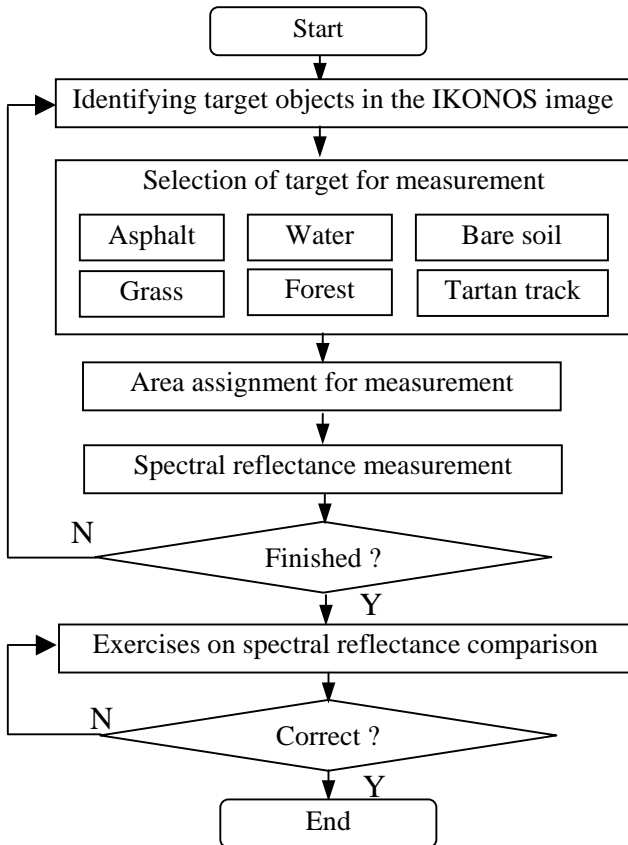 Start
Identifying target objects in the IKONOS image
Selection of target for measurement
Asphalt Water Bare soil
Grass Forest Tartan track
Area assignment for measurement
Spectral reflectance measurement
N
Finished ?
Y
Exercises on spectral reflectance comparison
N
Correct ?
Y
End